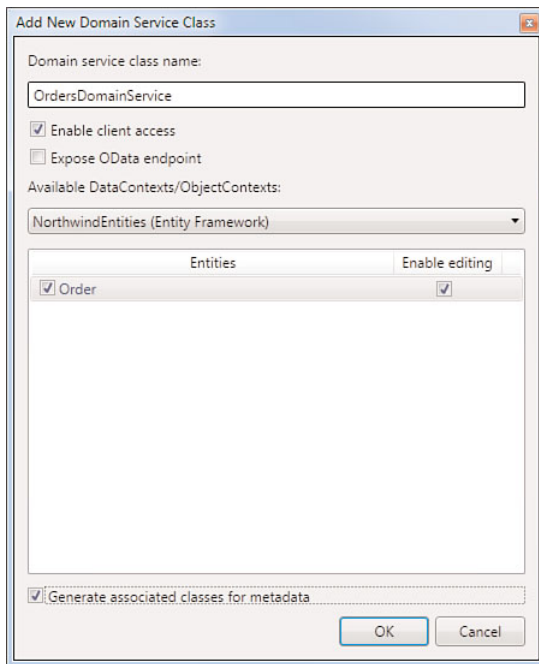 Add New Domain Service Class
Domain service class name:
OrdersDomainService
Enable client access
Expose OData endpoint
Available DataContexts/ObjectContexts:
NorthwindEntities (Entity Framework)
Entities Enable editing
Order
Generate associated classes for metadata
OK Cancel